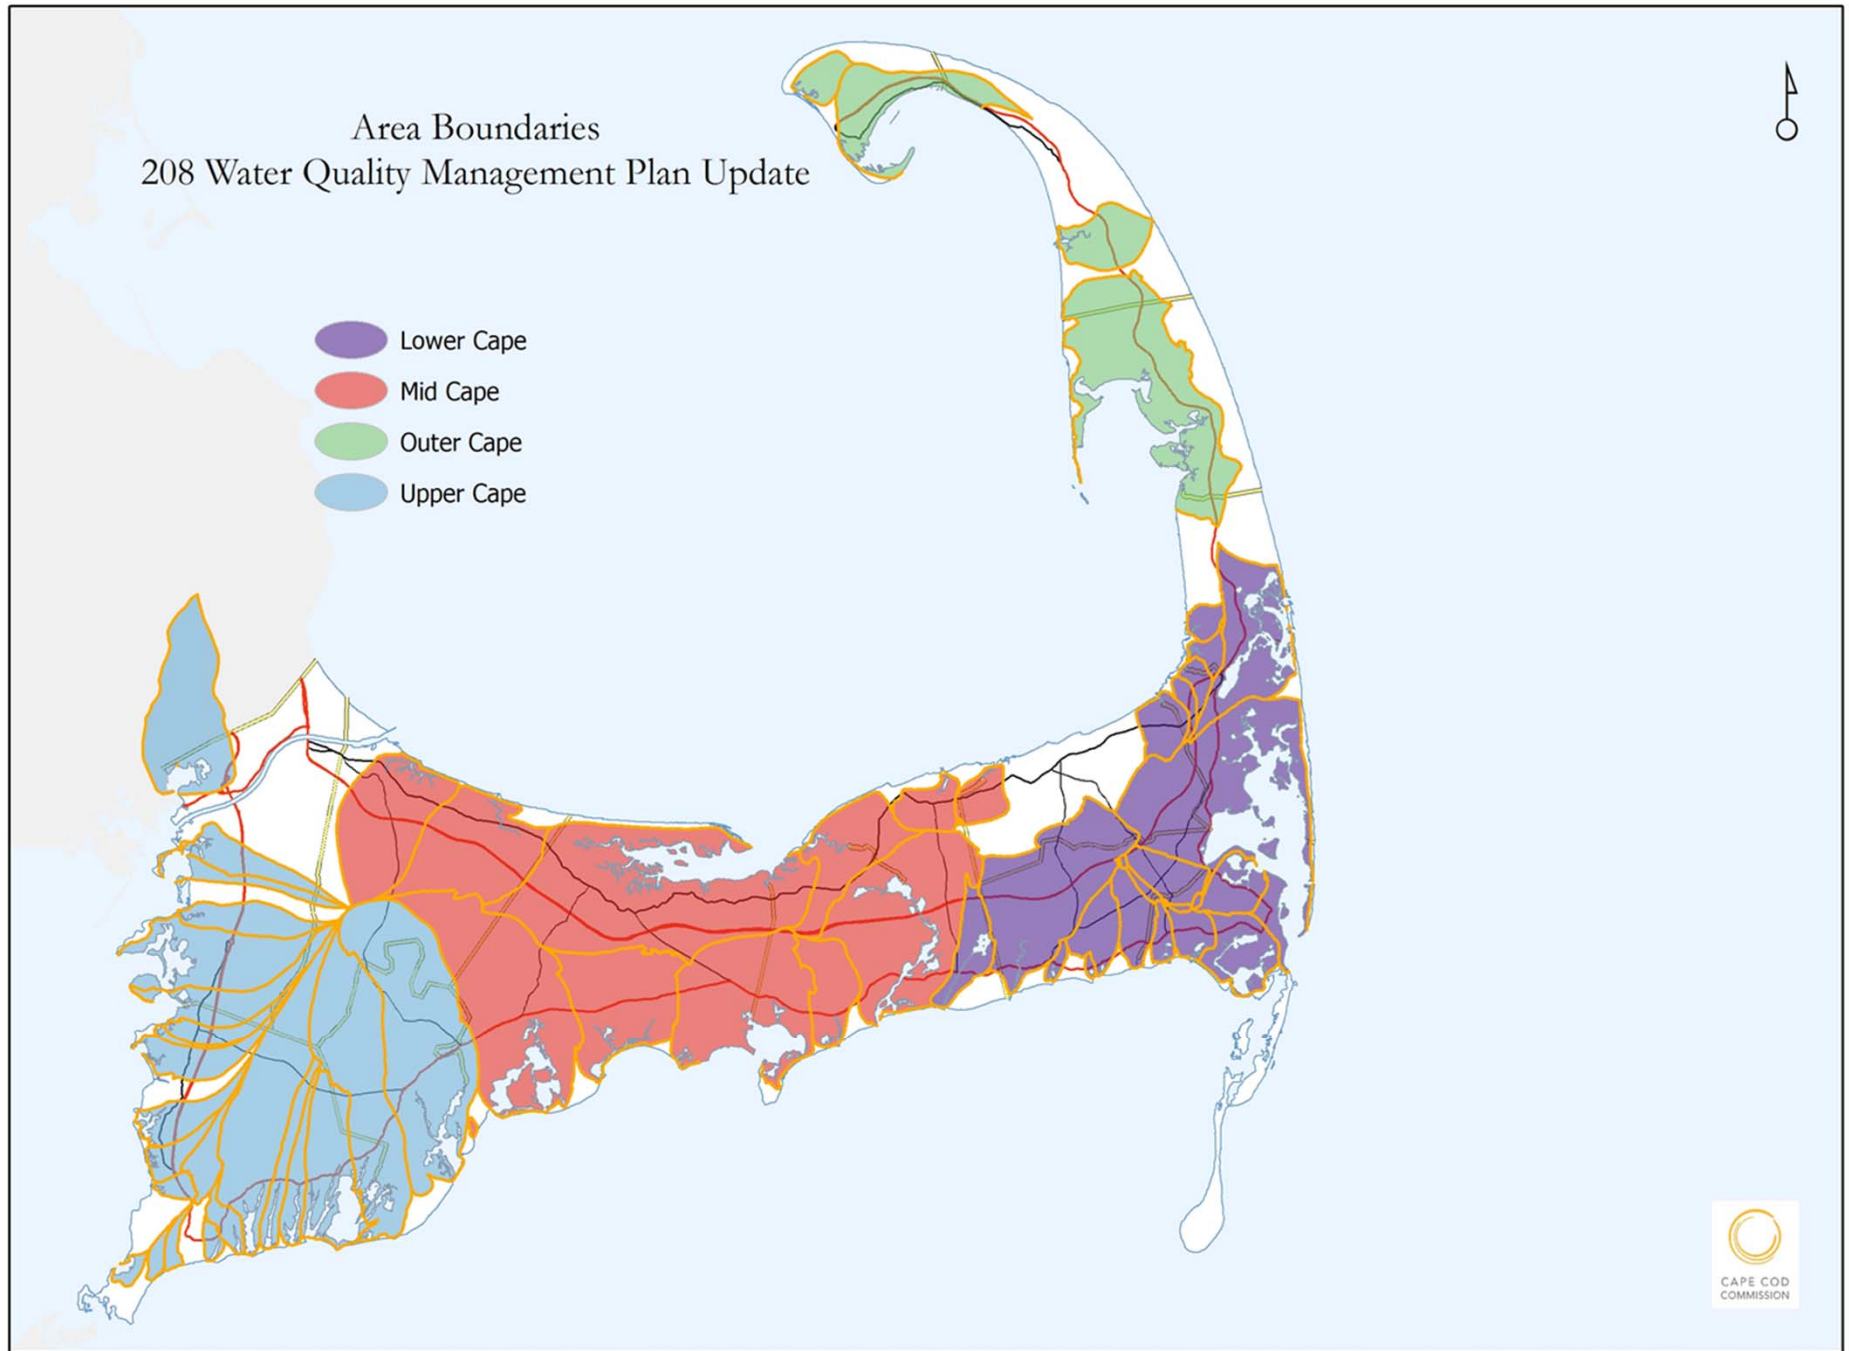 Area Boundaries
208 Water Quality Management Plan Update
Lower Cape
Mid Cape
Outer Cape
Upper Cape
CAPE COD
COMMISSION